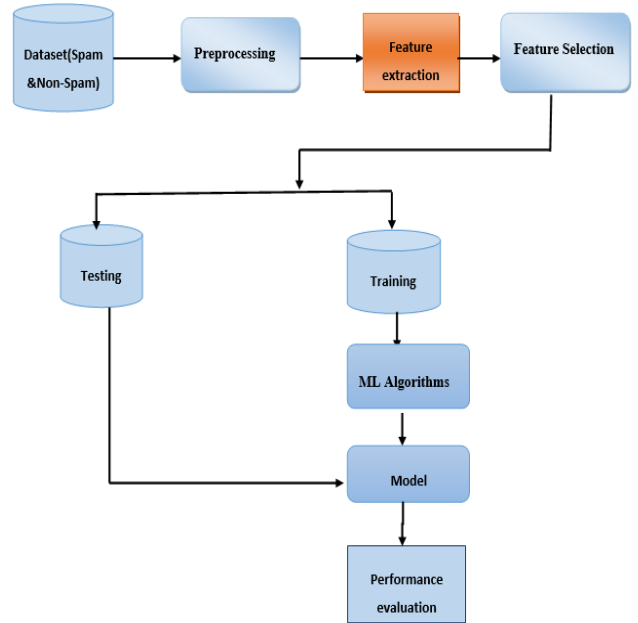 Dataset(Spam
&Non-Spam)
Preprocessing
Feature
extraction
Feature Selection
Testing
Training
ML Algorithms
Model
Performance
evaluation